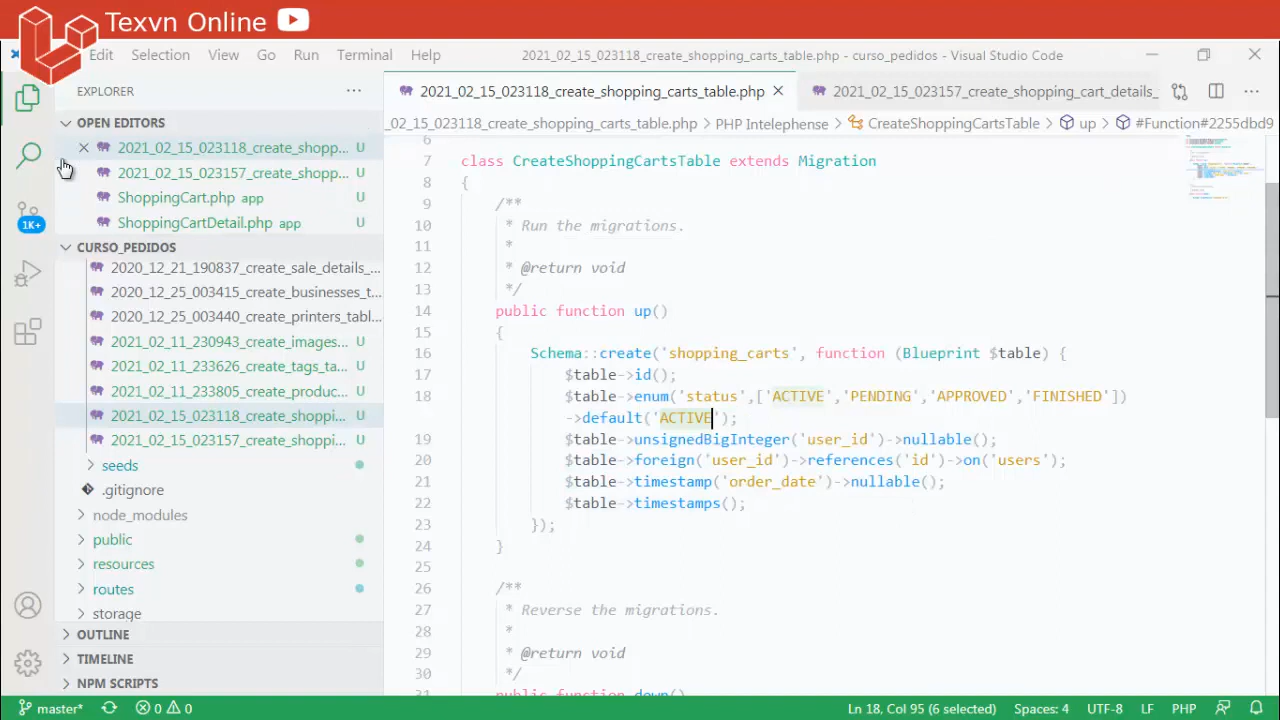 Texvn Online
Edit Selection View Go Run Terminal Help
2021_02_15_023118_create_shopping_carts_table.php - curso_pedidos - Visual Studio Code
EXPLORER
2021_02_15_023118_create_shopping_carts_table.php
2021_02_15_023157_create_shopping_cart_details_
OPEN EDITORS
2021_02_15_023118_create_shopp... U
2021_02_15_023157_create_shopp... U
ShoppingCart.php app U
ShoppingCartDetail.php app U
1K+
CURSO_PEDIDOS
2020_12_21_190837_create_sale_details_...
2020_12_25_003415_create_businesses_t...
2020_12_25_003440_create_printers_tabl...
2021_02_11_230943_create_images... U
2021_02_11_233626_create_tags_ta... U
2021_02_11_233805_create_produc... U
2021_02_15_023118_create_shoppi... U
2021_02_15_023157_create_shoppi... U
seeds
.gitignore
node_modules
public
resources
routes
storage
OUTLINE
TIMELINE
NPM SCRIPTS
_02_15_023118_create_shopping_carts_table.php > PHP Intelephense > CreateShoppingCartsTable > up > #Function#2255dbd9
6
7 class CreateShoppingCartsTable extends Migration
8 {
9 /**
10 * Run the migrations.
11 *
12 * @return void
13 */
14 public function up()
15 {
16 Schema::create('shopping_carts', function (Blueprint $table) {
17 $table->id();
18 $table->enum('status',['ACTIVE','PENDING','APPROVED','FINISHED'])
->default('ACTIVE');
19 $table->unsignedBigInteger('user_id')->nullable();
20 $table->foreign('user_id')->references('id')->on('users');
21 $table->timestamp('order_date')->nullable();
22 $table->timestamps();
23 });
24 }
25
26 /**
27 * Reverse the migrations.
28 *
29 * @return void
30 */
31 public function down()
master* 0 0 Ln 18, Col 95 (6 selected) Spaces: 4 UTF-8 LF PHP